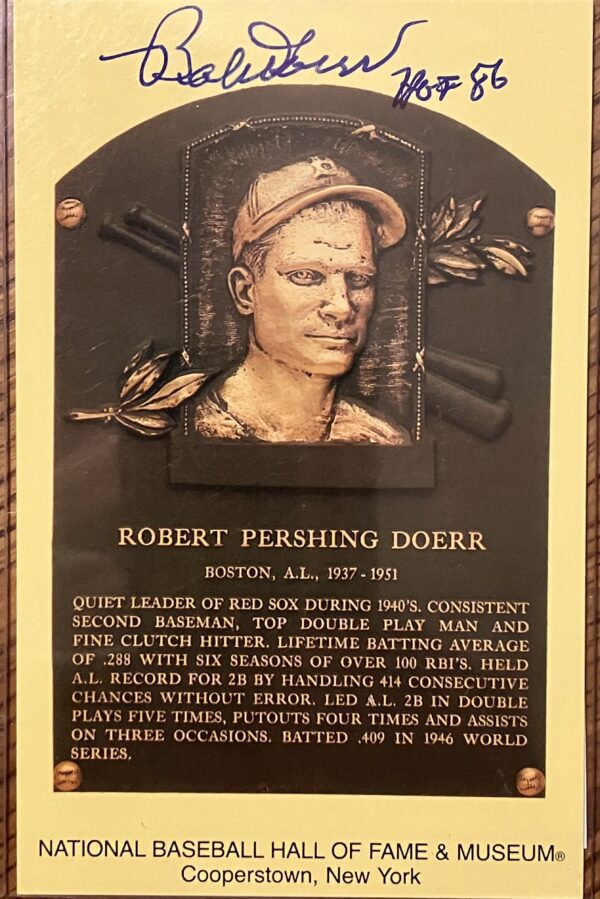 Bobby Doerr
HOF 86
ROBERT PERSHING DOERR
BOSTON, A.L., 1937 - 1951
QUIET LEADER OF RED SOX DURING 1940'S. CONSISTENT
SECOND BASEMAN, TOP DOUBLE PLAY MAN AND
FINE CLUTCH HITTER. LIFETIME BATTING AVERAGE
OF .288 WITH SIX SEASONS OF OVER 100 RBI'S. HELD
A.L. RECORD FOR 2B BY HANDLING 414 CONSECUTIVE
CHANCES WITHOUT ERROR. LED A.L. 2B IN DOUBLE
PLAYS FIVE TIMES, PUTOUTS FOUR TIMES AND ASSISTS
ON THREE OCCASIONS. BATTED .409 IN 1946 WORLD
SERIES.
NATIONAL BASEBALL HALL OF FAME & MUSEUM®
Cooperstown, New York